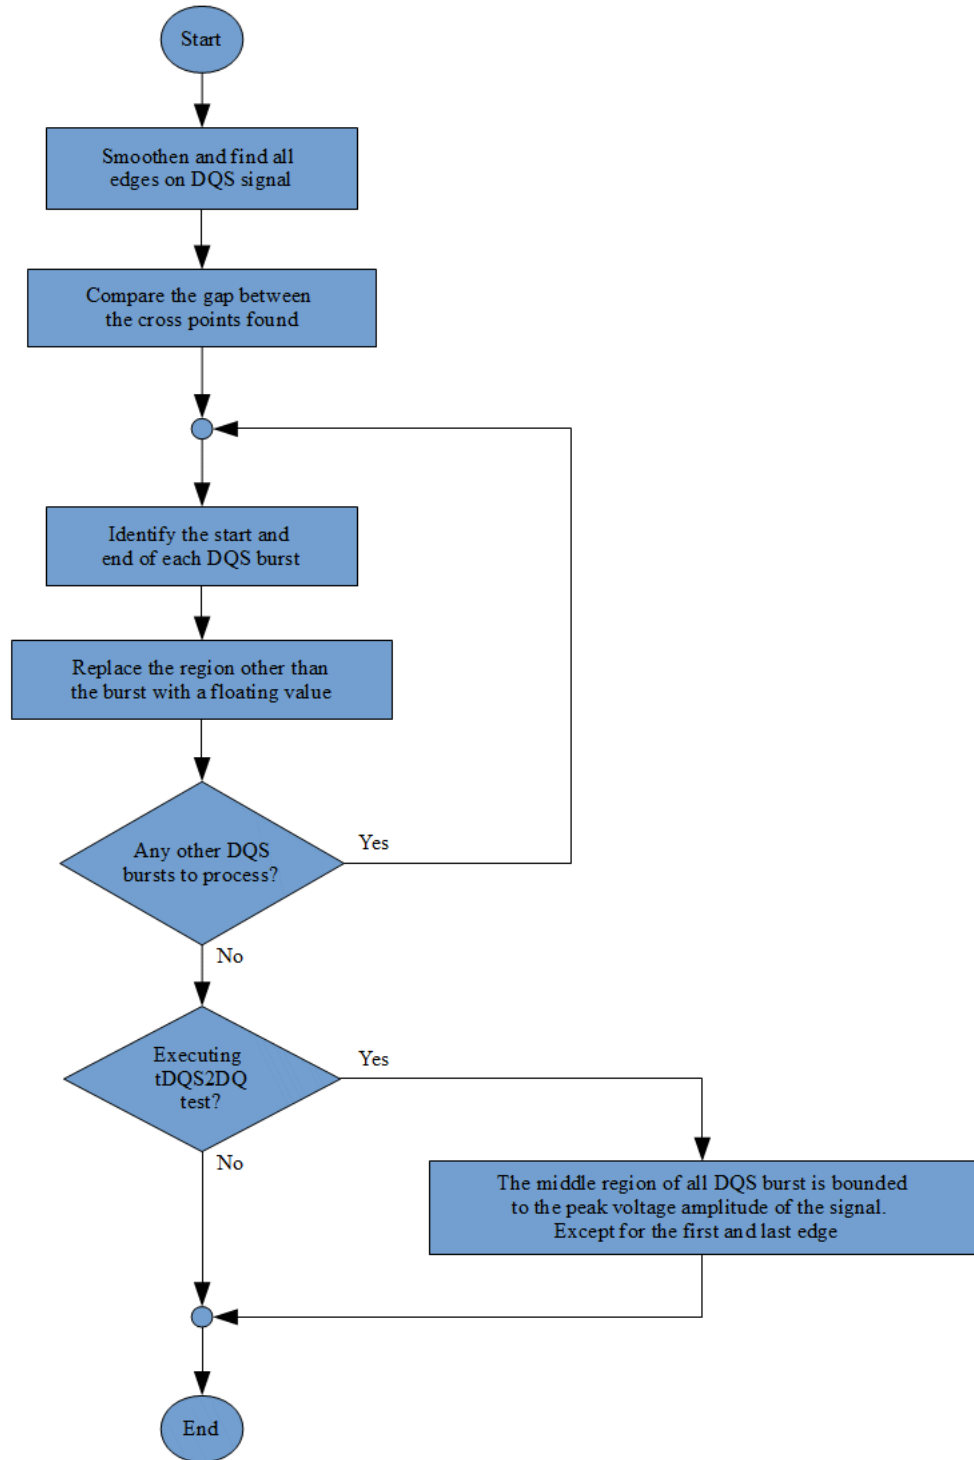 Start
Smoothen and find all
edges on DQS signal
Compare the gap between
the cross points found
Identify the start and
end of each DQS burst
Replace the region other than
the burst with a floating value
Any other DQS
bursts to process?
Yes
No
Executing
tDQS2DQ
test?
Yes
No
The middle region of all DQS burst is bounded
to the peak voltage amplitude of the signal.
Except for the first and last edge
End